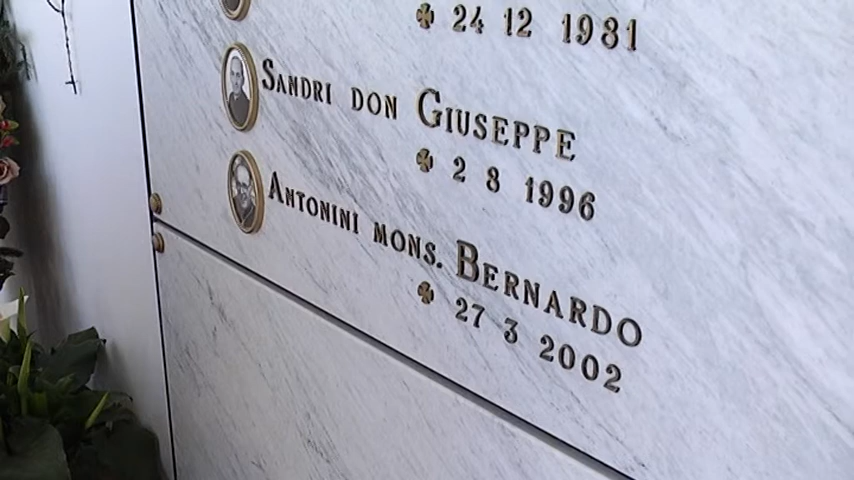 ✠ 24 12 1981
SANDRI DON GIUSEPPE
✠ 2 8 1996
ANTONINI MONS. BERNARDO
✠ 27 3 2002